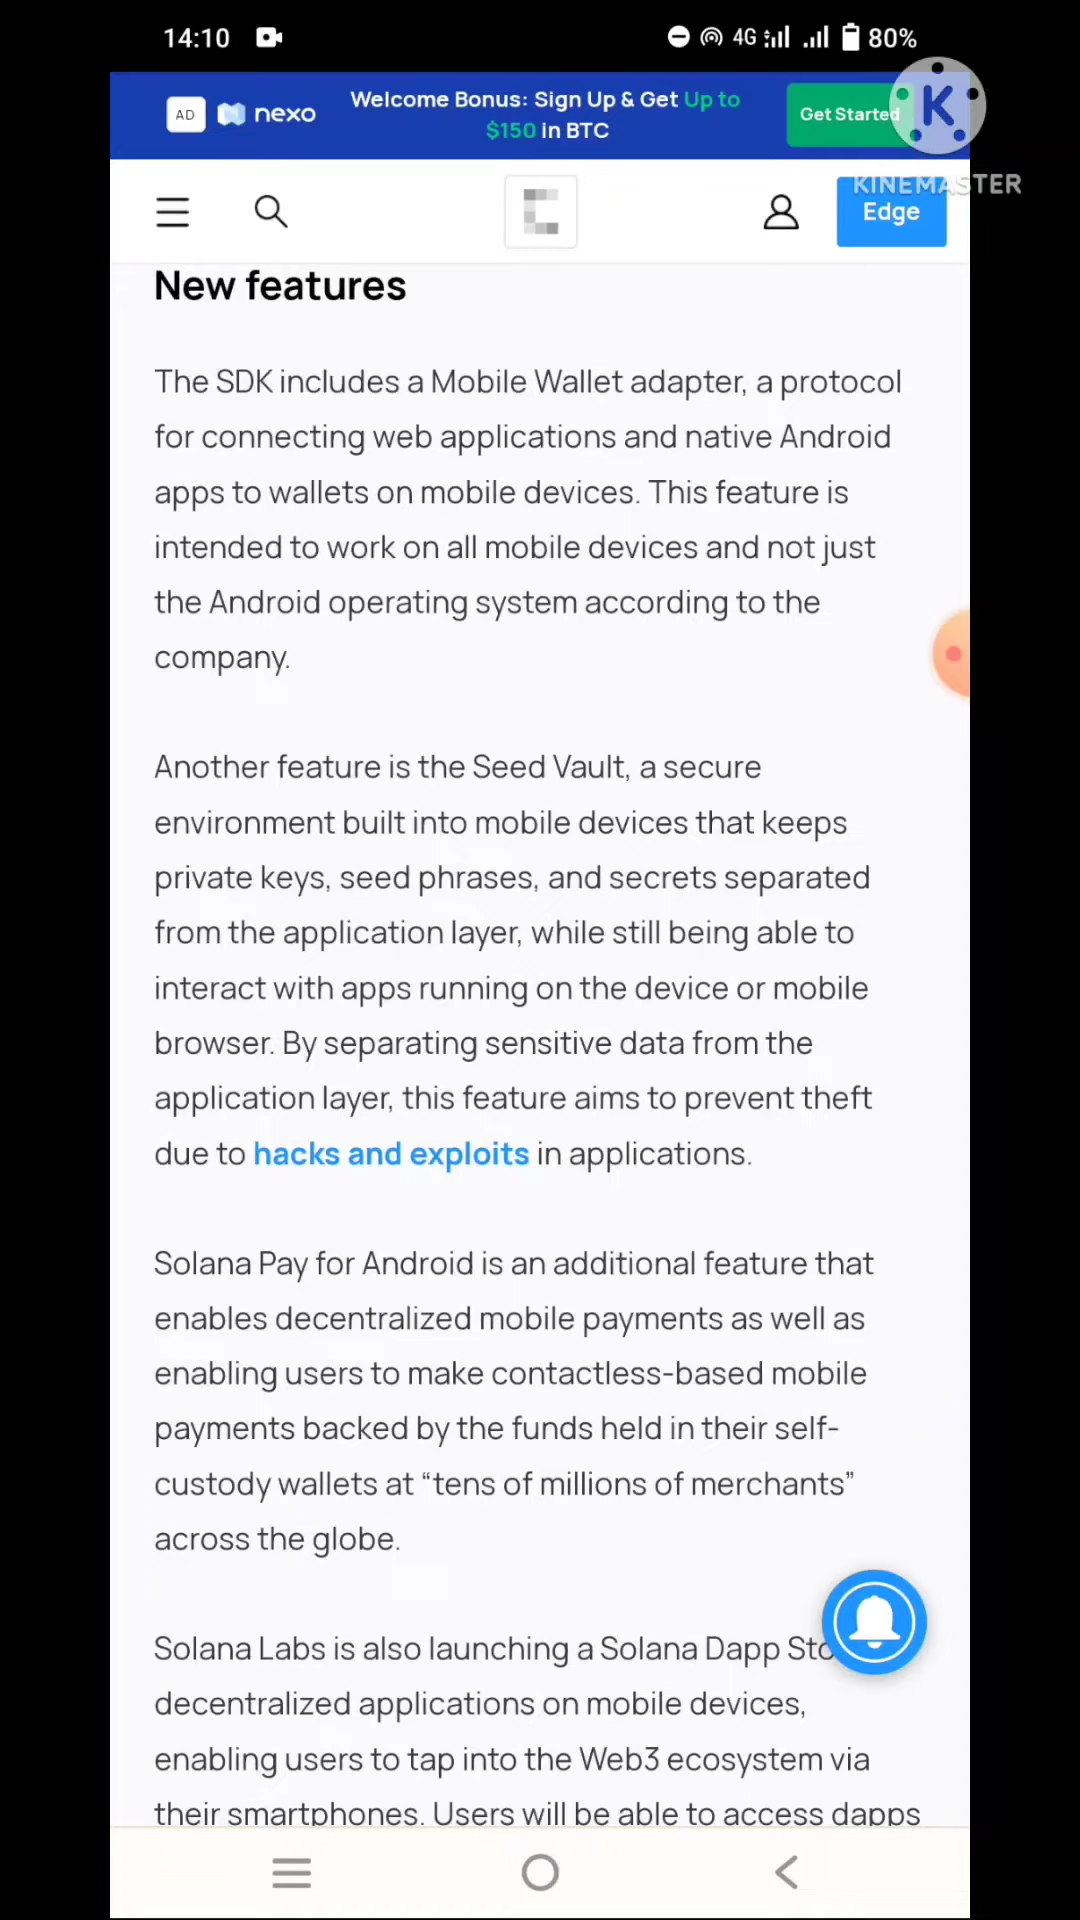 14:10
4G
80%
AD
nexo
Welcome Bonus: Sign Up & Get Up to
$150 in BTC
Get Started
K
KINEMASTER
Edge
New features
The SDK includes a Mobile Wallet adapter, a protocol
for connecting web applications and native Android
apps to wallets on mobile devices. This feature is
intended to work on all mobile devices and not just
the Android operating system according to the
company.
Another feature is the Seed Vault, a secure
environment built into mobile devices that keeps
private keys, seed phrases, and secrets separated
from the application layer, while still being able to
interact with apps running on the device or mobile
browser. By separating sensitive data from the
application layer, this feature aims to prevent theft
due to hacks and exploits in applications.
Solana Pay for Android is an additional feature that
enables decentralized mobile payments as well as
enabling users to make contactless-based mobile
payments backed by the funds held in their self-
custody wallets at “tens of millions of merchants”
across the globe.
Solana Labs is also launching a Solana Dapp
decentralized applications on mobile devices,
enabling users to tap into the Web3 ecosystem via
their smartphones. Users will be able to access dapps